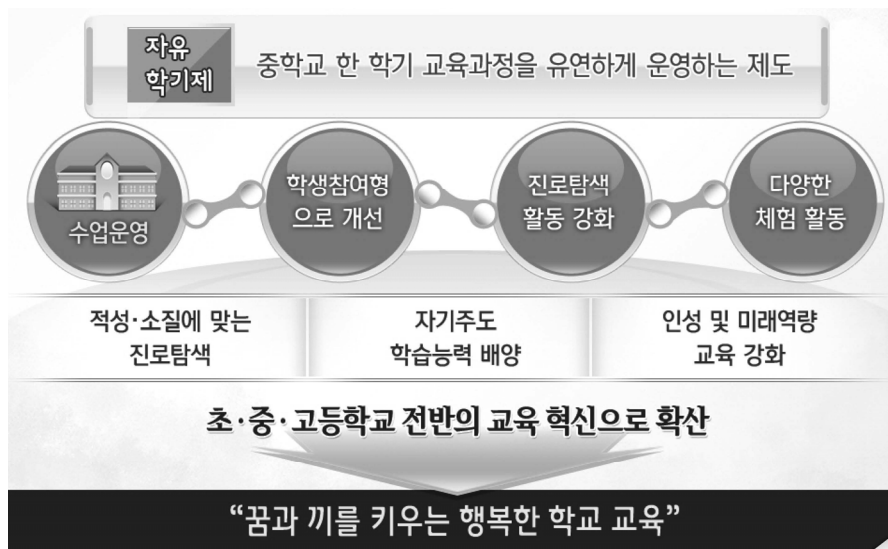 자유
학기제
중학교 한 학기 교육과정을 유연하게 운영하는 제도
수업운영
학생참여형
으로 개선
진로탐색
활동 강화
다양한
체험 활동
적성·소질에 맞는
진로탐색
자기주도
학습능력 배양
인성 및 미래역량
교육 강화
초·중·고등학교 전반의 교육 혁신으로 확산
“꿈과 끼를 키우는 행복한 학교 교육”